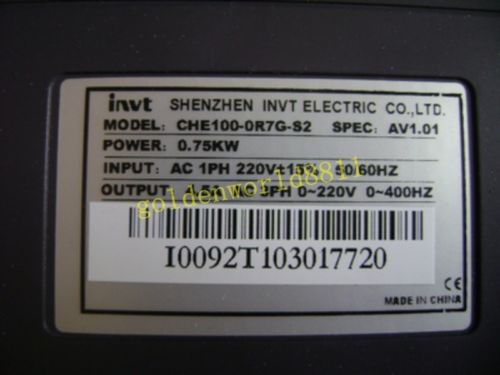 invt SHENZHEN INVT ELECTRIC CO.,LTD.
MODEL: CHE100-0R7G-S2 SPEC: AV1.01
POWER: 0.75KW
INPUT: AC 1PH 220V±15% 50/60HZ
OUTPUT: 3PH 0~220V 0~400HZ
goldenworld8811
I0092T103017720
CE
MADE IN CHINA